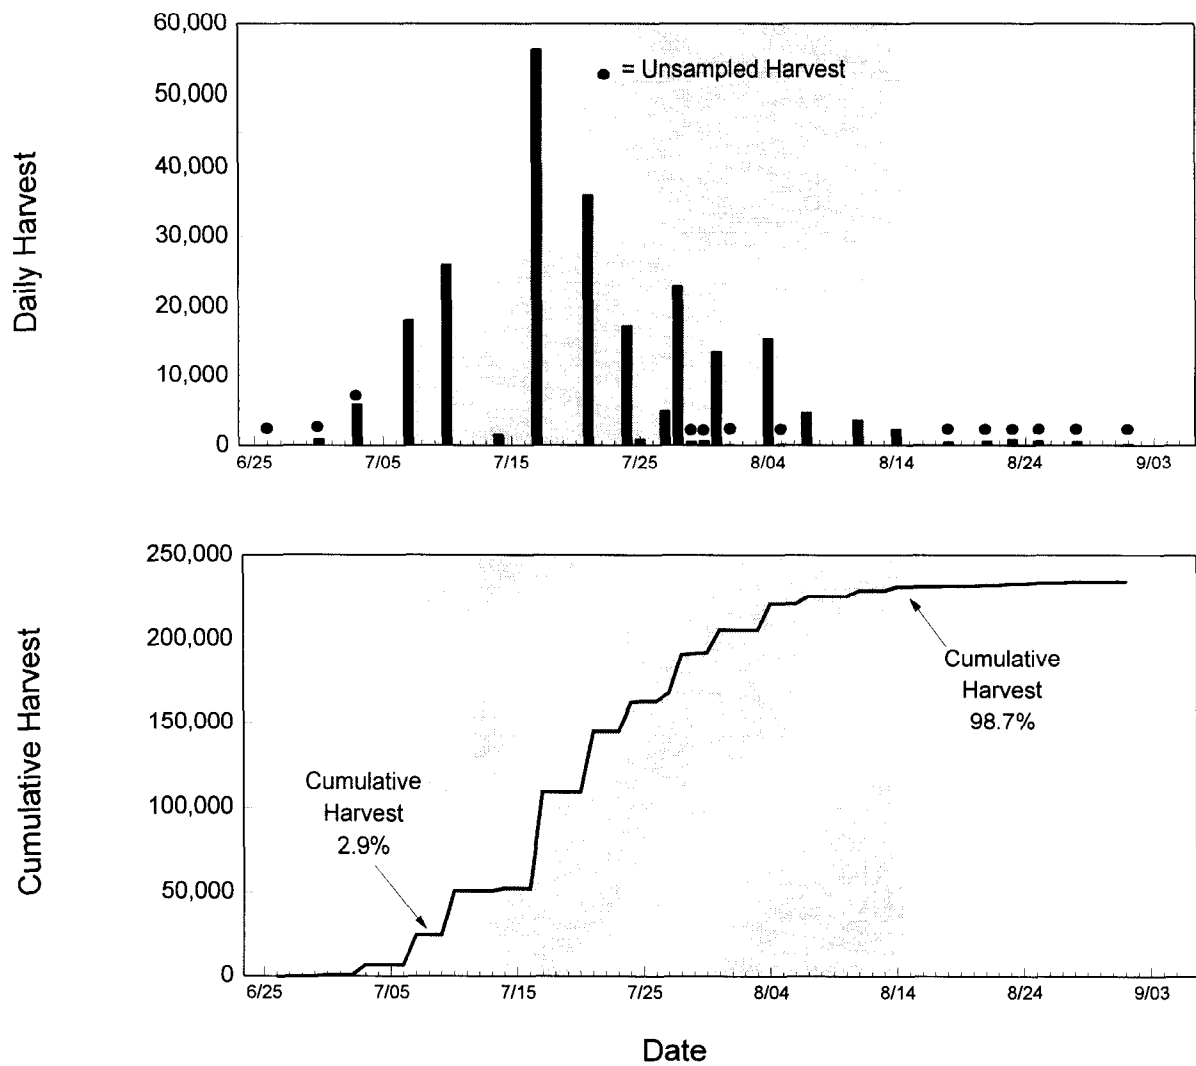 60,000
50,000
40,000
30,000
20,000
10,000
0
Daily Harvest
● = Unsampled Harvest
6/25 7/05 7/15 7/25 8/04 8/14 8/24 9/03
250,000
200,000
150,000
100,000
50,000
0
Cumulative Harvest
Cumulative
Harvest
2.9%
Cumulative
Harvest
98.7%
6/25 7/05 7/15 7/25 8/04 8/14 8/24 9/03
Date